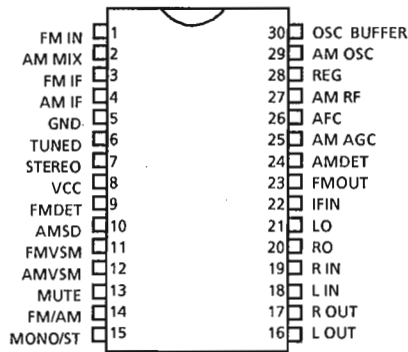 FM IN 1 30 OSC BUFFER
AM MIX 2 29 AM OSC
FM IF 3 28 REG
AM IF 4 27 AM RF
GND 5 26 AFC
TUNED 6 25 AM AGC
STEREO 7 24 AMDET
VCC 8 23 FMOUT
FMDET 9 22 IFIN
AMSD 10 21 LO
FMVSM 11 20 RO
AMVSM 12 19 R IN
MUTE 13 18 L IN
FM/AM 14 17 R OUT
MONO/ST 15 16 L OUT